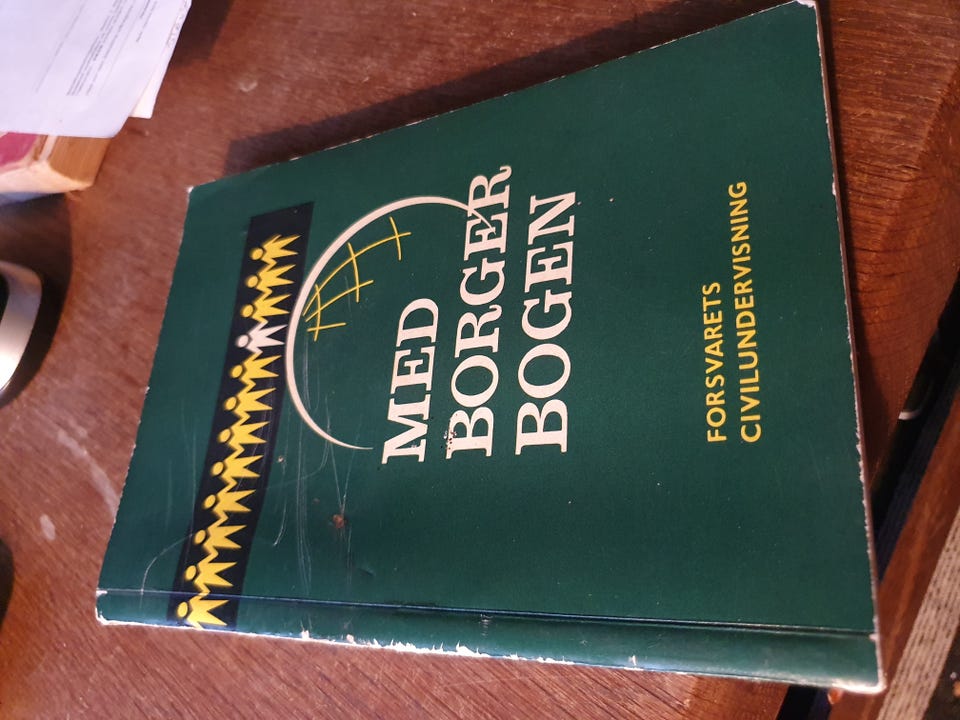 MED
BORGER
BOGEN
FORSVARETS
CIVILUNDERVISNING